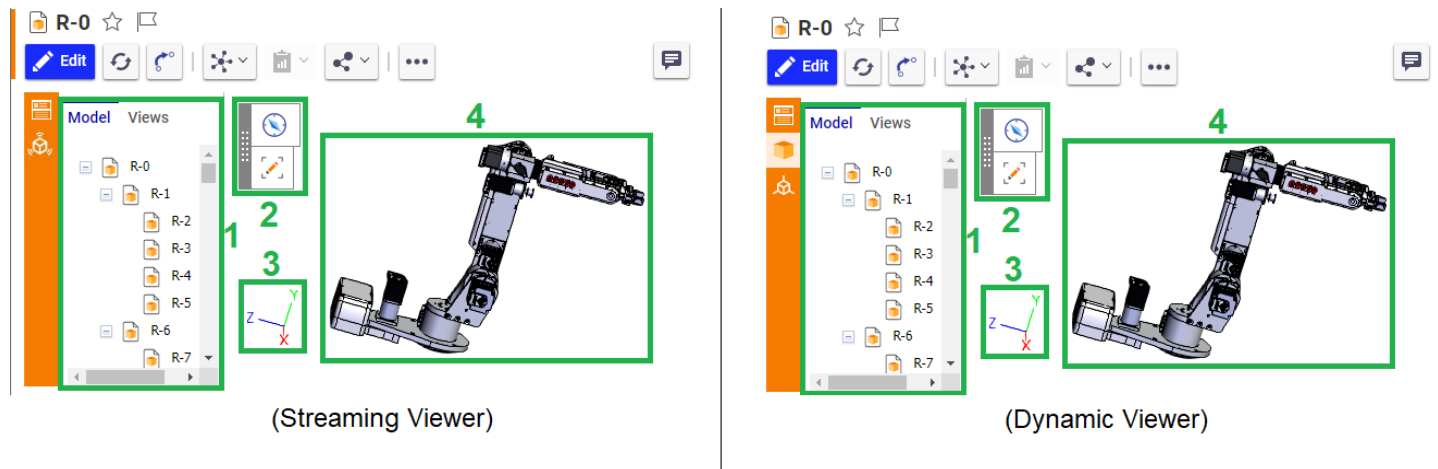 R-0
Edit
Model Views
R-0
R-1
R-2
R-3
R-4
R-5
R-6
R-7
1
2
3
4
Z
Y
X
(Streaming Viewer)
R-0
Edit
Model Views
R-0
R-1
R-2
R-3
R-4
R-5
R-6
R-7
1
2
3
4
Z
Y
X
(Dynamic Viewer)